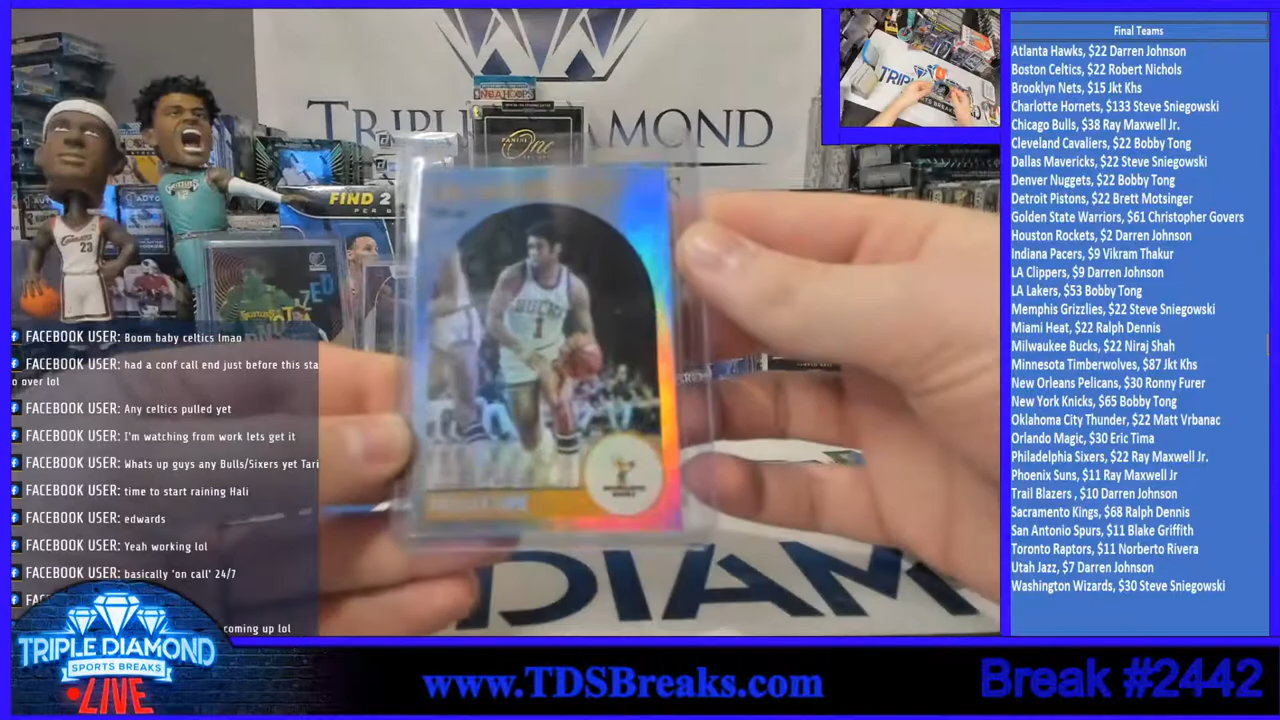 Final Teams
Atlanta Hawks, $22 Darren Johnson
Boston Celtics, $22 Robert Nichols
Brooklyn Nets, $15 Jkt Khs
Charlotte Hornets, $133 Steve Sniegowski
Chicago Bulls, $38 Ray Maxwell Jr.
Cleveland Cavaliers, $22 Bobby Tong
Dallas Mavericks, $22 Steve Sniegowski
Denver Nuggets, $22 Bobby Tong
Detroit Pistons, $22 Brett Motsinger
Golden State Warriors, $61 Christopher Govers
Houston Rockets, $2 Darren Johnson
Indiana Pacers, $9 Vikram Thakur
LA Clippers, $9 Darren Johnson
LA Lakers, $53 Bobby Tong
Memphis Grizzlies, $22 Steve Sniegowski
Miami Heat, $22 Ralph Dennis
Milwaukee Bucks, $22 Niraj Shah
Minnesota Timberwolves, $87 Jkt Khs
New Orleans Pelicans, $30 Ronny Furer
New York Knicks, $65 Bobby Tong
Oklahoma City Thunder, $22 Matt Vrbanac
Orlando Magic, $30 Eric Tima
Philadelphia Sixers, $22 Ray Maxwell Jr.
Phoenix Suns, $11 Ray Maxwell Jr
Trail Blazers , $10 Darren Johnson
Sacramento Kings, $68 Ralph Dennis
San Antonio Spurs, $11 Blake Griffith
Toronto Raptors, $11 Norberto Rivera
Utah Jazz, $7 Darren Johnson
Washington Wizards, $30 Steve Sniegowski
TRIPLE DIAMOND
NBA HOOPS
PANINI
One
FIND 2
CAVALIERS
23
BUCKS
1
DIAM
FACEBOOK USER: Boom baby celtics lmao
FACEBOOK USER: had a conf call end just before this sta
o over lol
FACEBOOK USER: Any celtics pulled yet
FACEBOOK USER: I'm watching from work lets get it
FACEBOOK USER: Whats up guys any Bulls/Sixers yet Tari
FACEBOOK USER: time to start raining Hali
FACEBOOK USER: edwards
FACEBOOK USER: Yeah working lol
FACEBOOK USER: basically 'on call' 24/7
coming up lol
TRIPLE DIAMOND
SPORTS BREAKS
LIVE
www.TDSBreaks.com
Break #2442